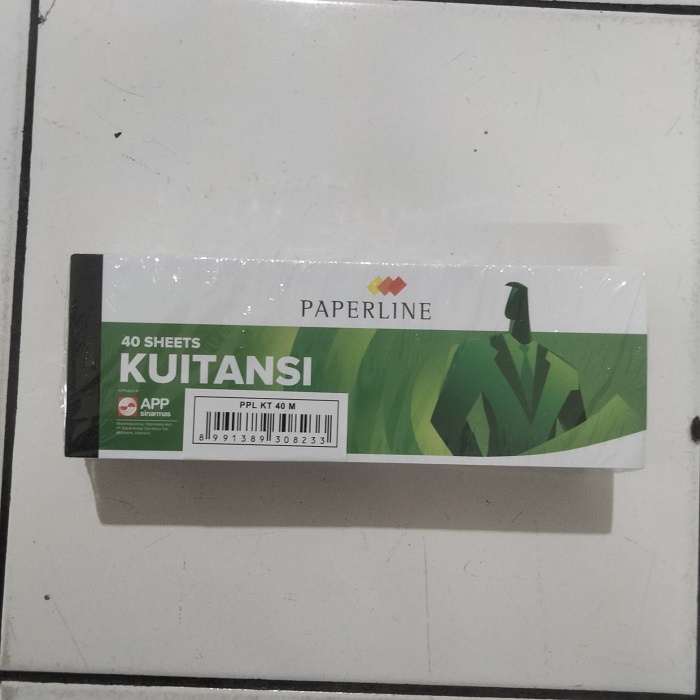 PAPERLINE
40 SHEETS
KUITANSI
APP
sinarmas
PPL KT 40 M
8 991389 308233